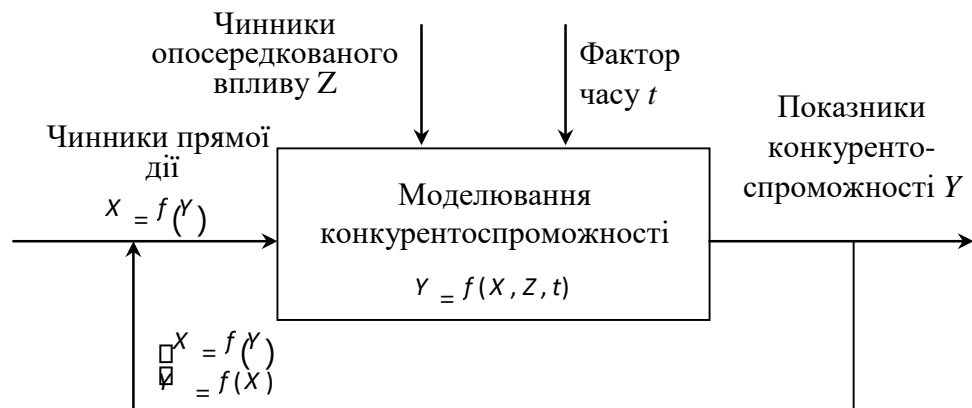 Чинники
опосередкованого
впливу Z
Фактор
часу t
Показники
конкуренто-
спроможності Y
Чинники прямої
дії
X = f(Y)
Моделювання
конкурентоспроможності
Y = f(X, Z, t)
X = f(Y)
Y = f(X)